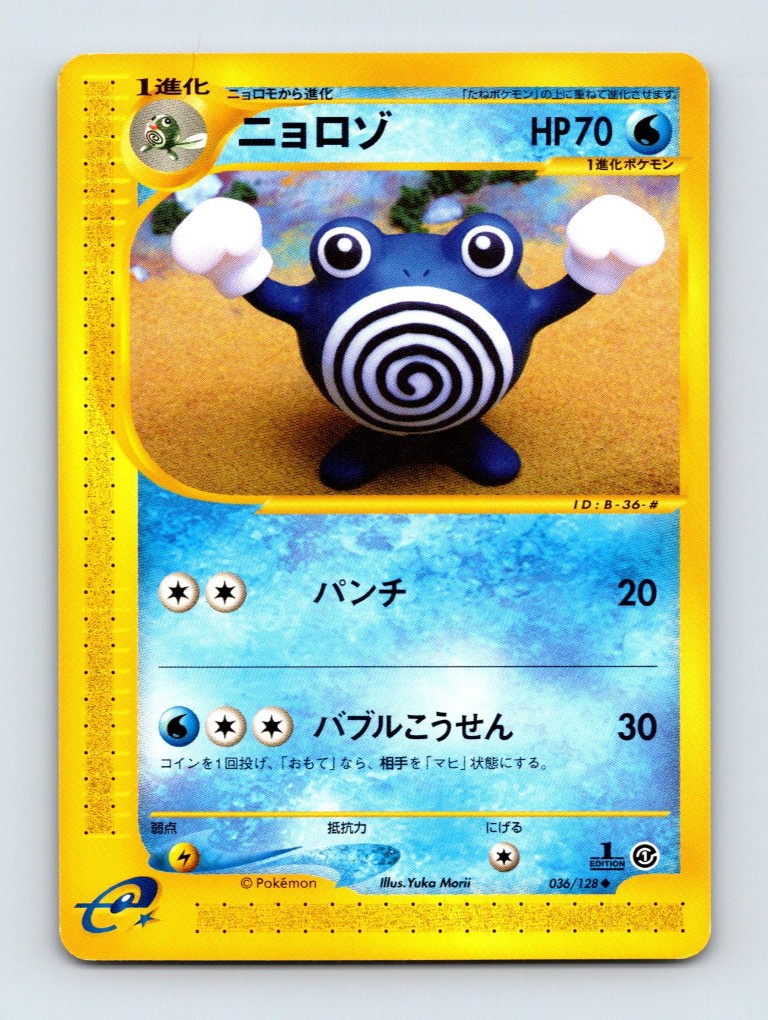 1進化
ニョロモから進化
「たねポケモン」の上に重ねて進化させます。
ニョロゾ HP70
1進化ポケモン
ID:B-36-#
パンチ 20
バブルこうせん 30
コインを1回投げ、「おもて」なら、相手を「マヒ」状態にする。
弱点 抵抗力 にげる
1
EDITION
© Pokémon Illus.Yuka Morii 036/128
e